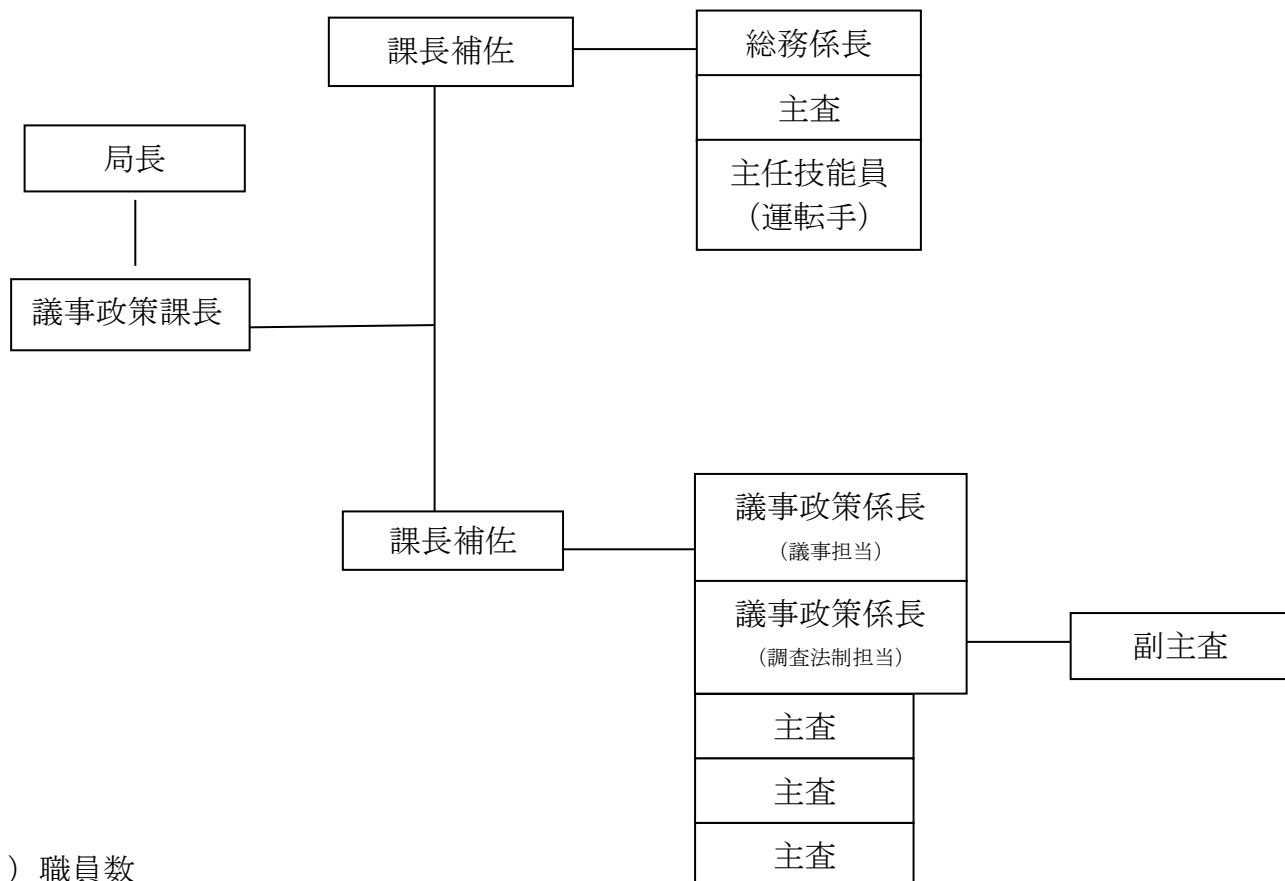 課長補佐
総務係長
主査
主任技能員
（運転手）
局長
議事政策課長
課長補佐
議事政策係長
（議事担当）
議事政策係長
（調査法制担当）
副主査
主査
主査
主査
）職員数